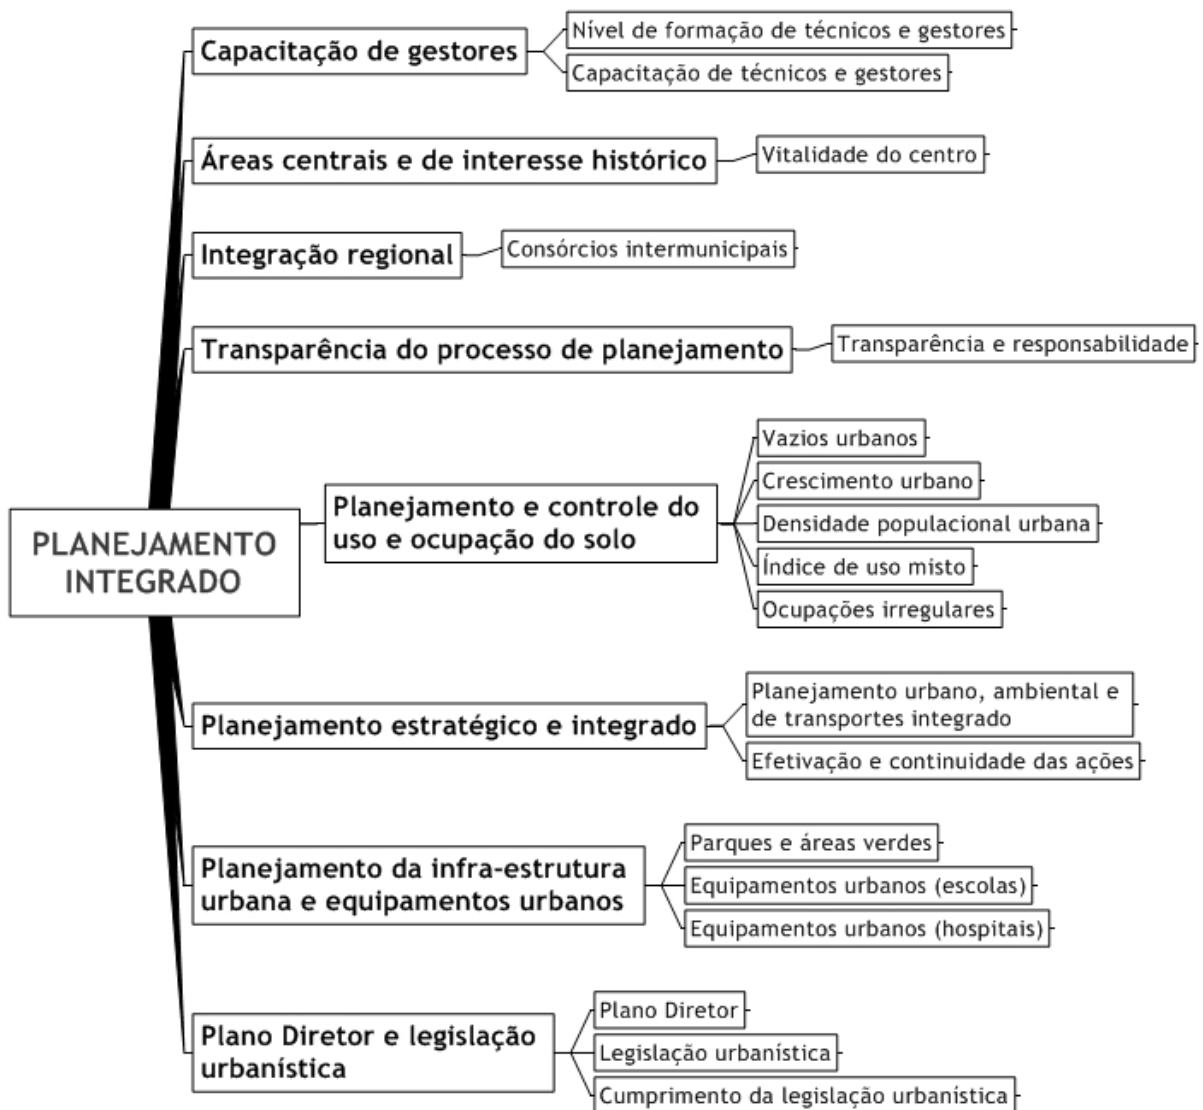 Capacitação de gestores
Nível de formação de técnicos e gestores
Capacitação de técnicos e gestores
Áreas centrais e de interesse histórico
Vitalidade do centro
Integração regional
Consórcios intermunicipais
Transparência do processo de planejamento
Transparência e responsabilidade
PLANEJAMENTO
INTEGRADO
Planejamento e controle do
uso e ocupação do solo
Vazios urbanos
Crescimento urbano
Densidade populacional urbana
Índice de uso misto
Ocupações irregulares
Planejamento estratégico e integrado
Planejamento urbano, ambiental e
de transportes integrado
Efetivação e continuidade das ações
Planejamento da infra-estrutura
urbana e equipamentos urbanos
Parques e áreas verdes
Equipamentos urbanos (escolas)
Equipamentos urbanos (hospitais)
Plano Diretor e legislação
urbanística
Plano Diretor
Legislação urbanística
Cumprimento da legislação urbanística